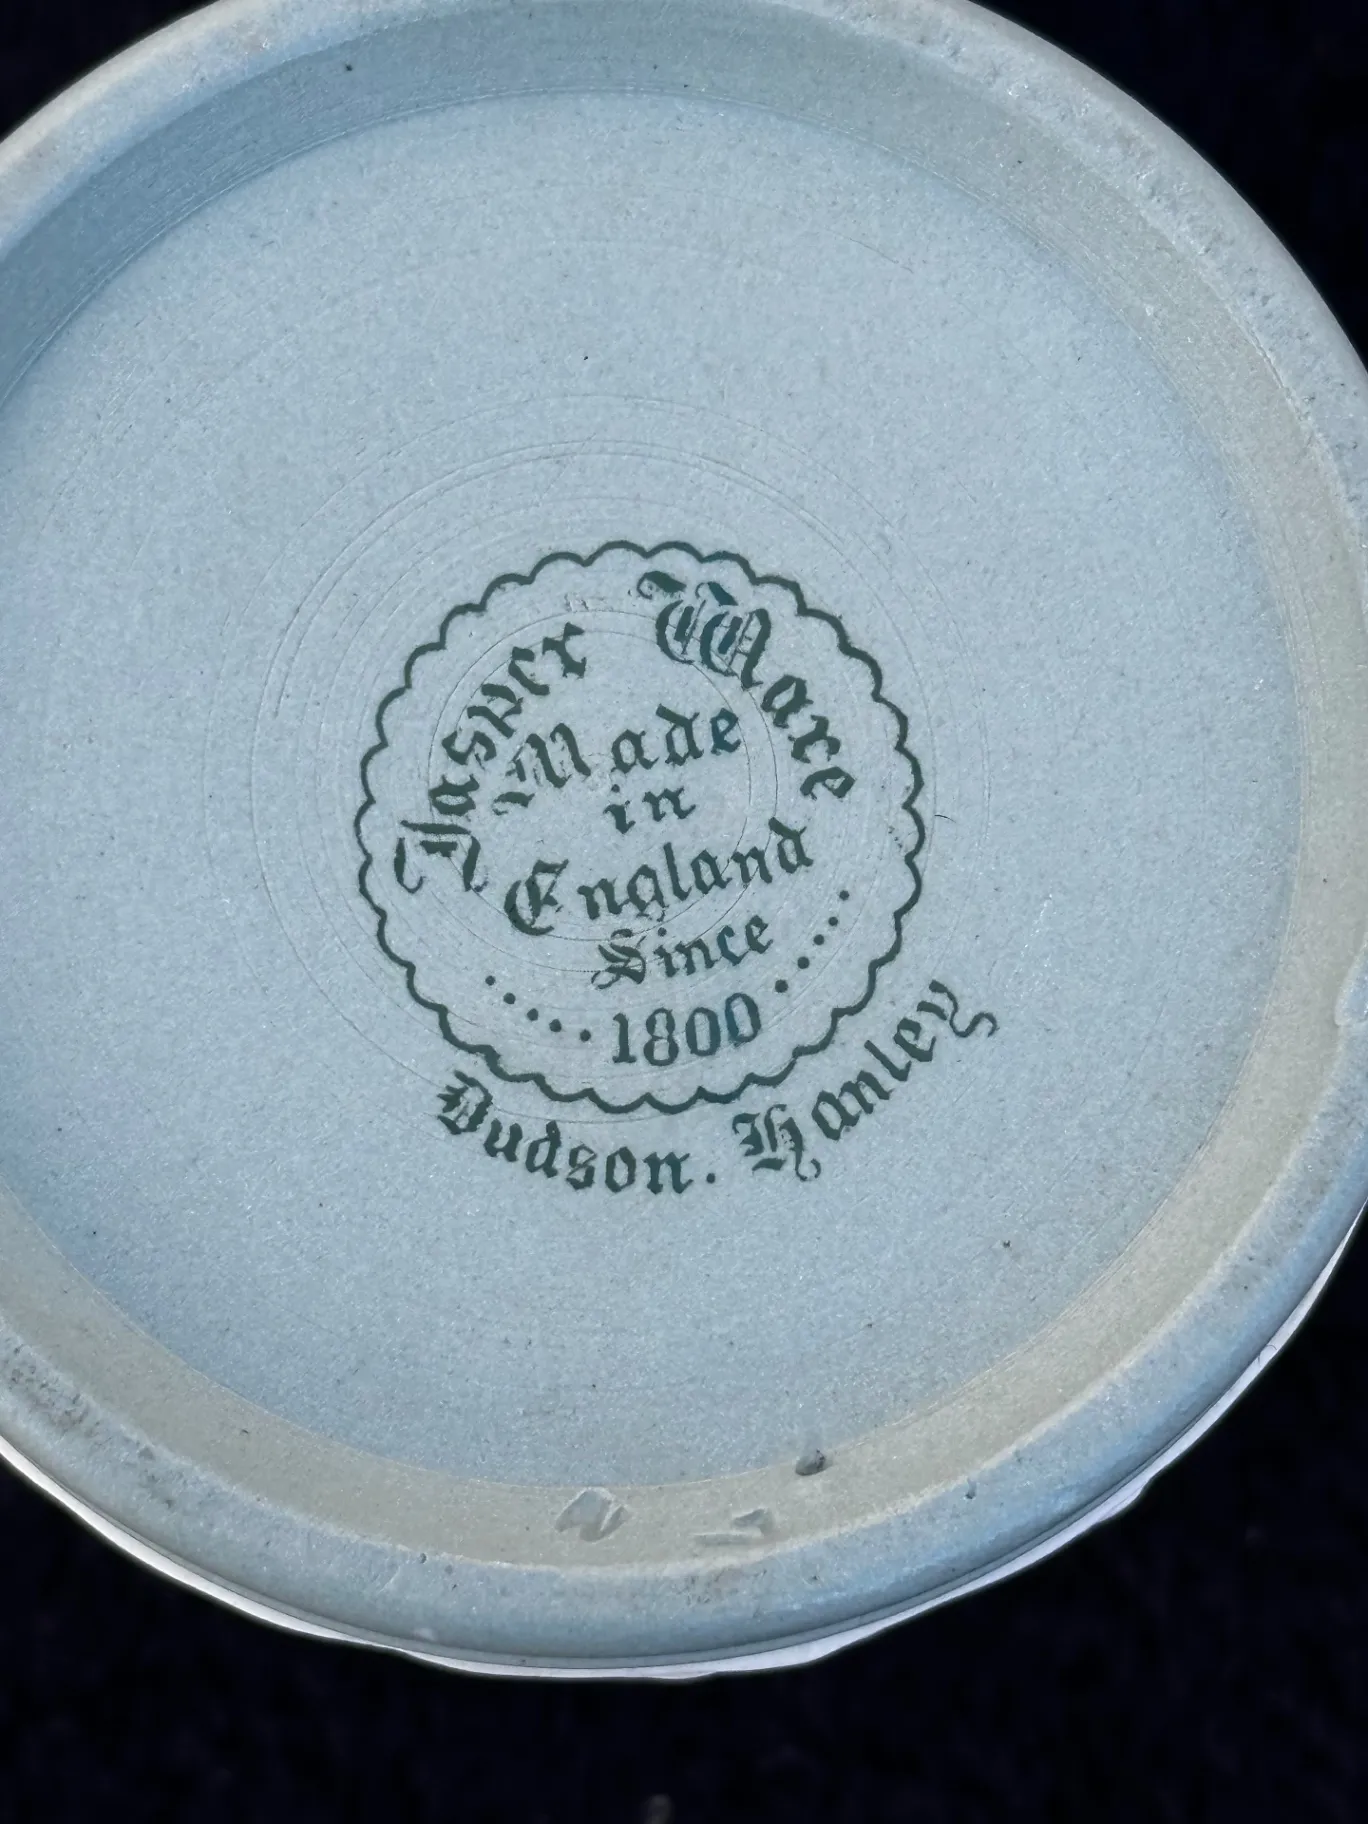 Jasper Ware
Made
in
England
Since
1800
Dudson. Hanley